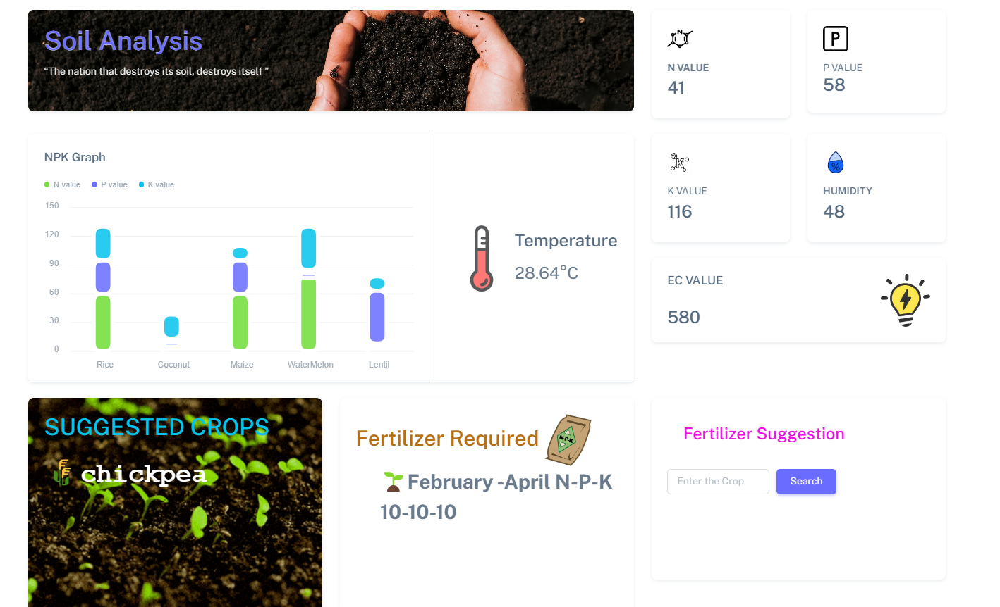 Soil Analysis
“The nation that destroys its soil, destroys itself ”
N
N VALUE
41
P
P VALUE
58
NPK Graph
N value P value K value
150
120
90
60
30
0
Rice Coconut Maize WaterMelon Lentil
Temperature
28.64°C
K
K VALUE
116
%
HUMIDITY
48
EC VALUE
580
SUGGESTED CROPS
chickpea
Fertilizer Required
N-P-K
February -April N-P-K
10-10-10
Fertilizer Suggestion
Enter the Crop Search